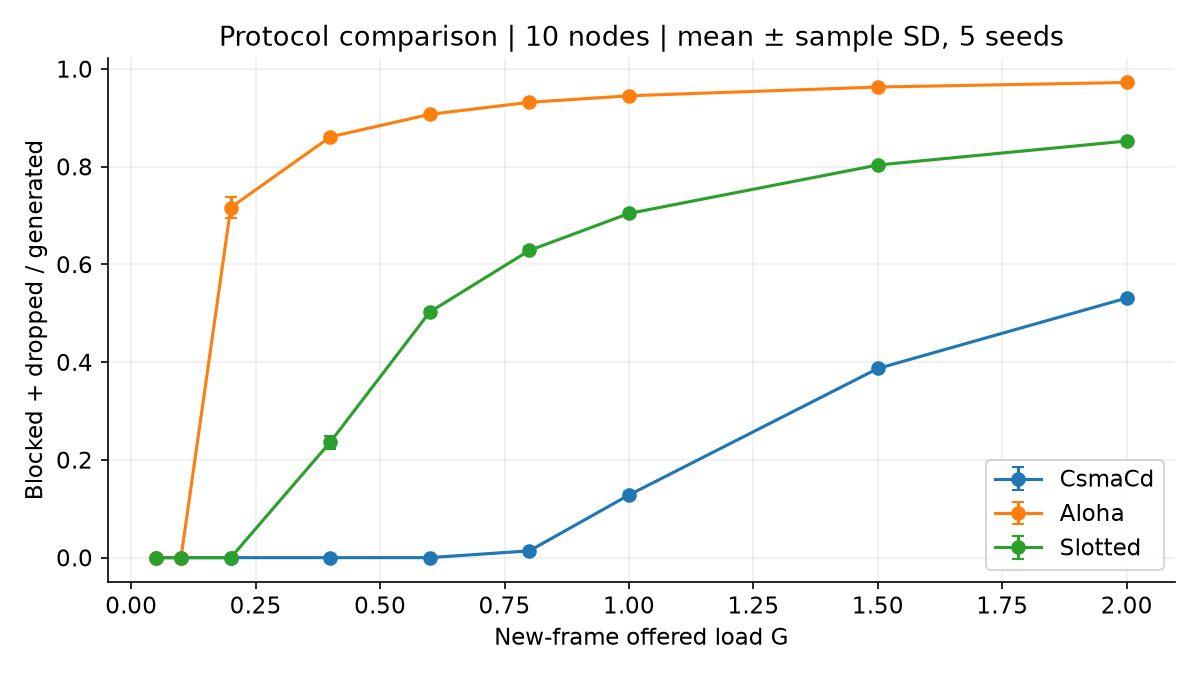 Protocol comparison | 10 nodes | mean ± sample SD, 5 seeds
Blocked + dropped / generated
1.0
0.8
0.6
0.4
0.2
0.0
CsmaCd
Aloha
Slotted
0.00 0.25 0.50 0.75 1.00 1.25 1.50 1.75 2.00
New-frame offered load G